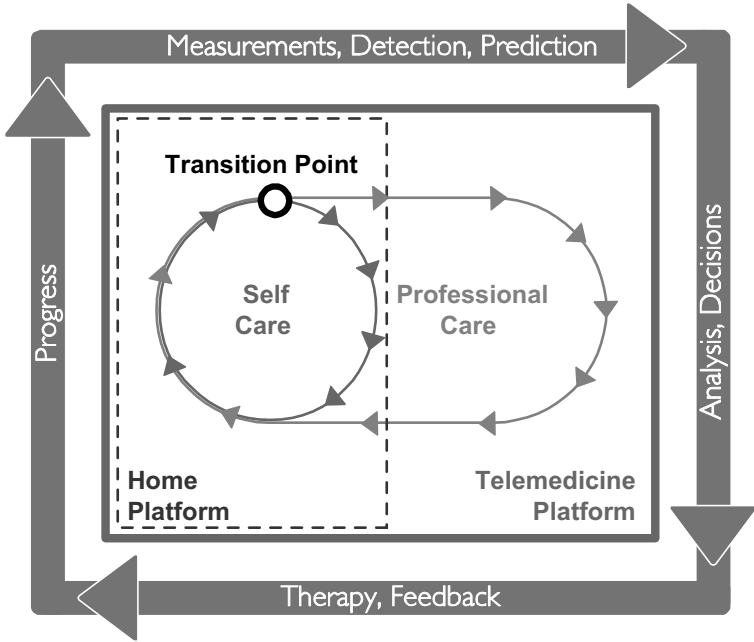 Measurements, Detection, Prediction
Transition Point
Self
Care
Professional
Care
Progress
Analysis, Decisions
Home
Platform
Telemedicine
Platform
Therapy, Feedback